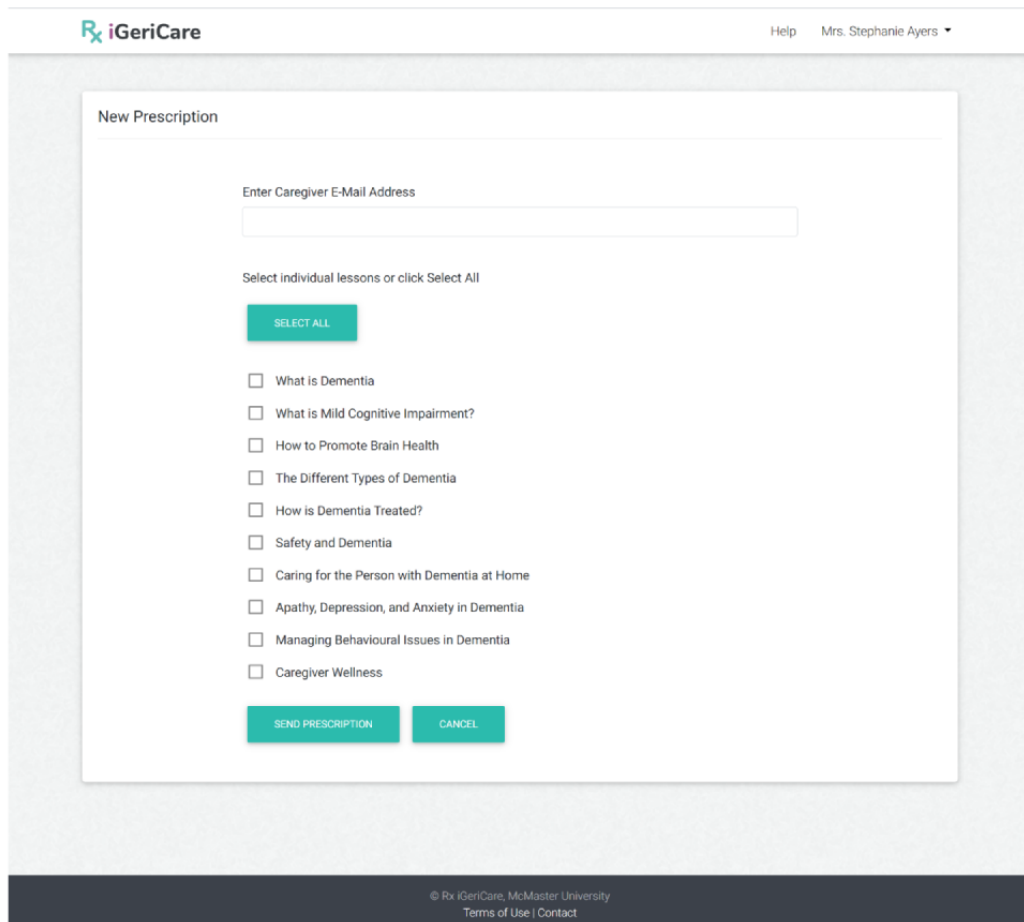 Rx iGeriCare
Help Mrs. Stephanie Ayers
New Prescription
Enter Caregiver E-Mail Address
Select individual lessons or click Select All
SELECT ALL
What is Dementia
What is Mild Cognitive Impairment?
How to Promote Brain Health
The Different Types of Dementia
How is Dementia Treated?
Safety and Dementia
Caring for the Person with Dementia at Home
Apathy, Depression, and Anxiety in Dementia
Managing Behavioural Issues in Dementia
Caregiver Wellness
SEND PRESCRIPTION CANCEL
© Rx iGeriCare, McMaster University
Terms of Use | Contact